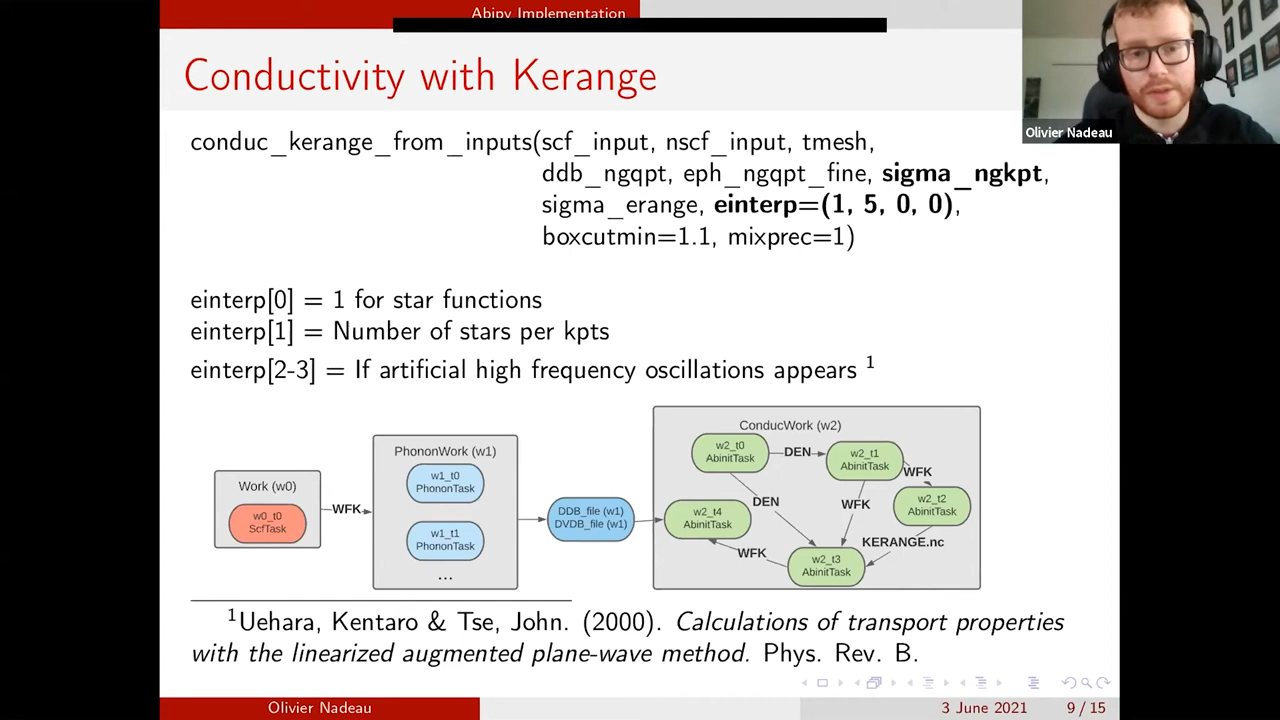 Abipy Implementation
Conductivity with Kerange
Olivier Nadeau
conduc_kerange_from_inputs(scf_input, nscf_input, tmesh,
ddb_ngqpt, eph_ngqpt_fine, sigma_ngkpt,
sigma_erange, einterp=(1, 5, 0, 0),
boxcutmin=1.1, mixprec=1)
einterp[0] = 1 for star functions
einterp[1] = Number of stars per kpts
einterp[2-3] = If artificial high frequency oscillations appears 1
Work (w0)
w0_t0
ScfTask
WFK
PhononWork (w1)
w1_t0
PhononTask
w1_t1
PhononTask
...
DDB_file (w1)
DVDB_file (w1)
ConducWork (w2)
w2_t0
AbinitTask
DEN
w2_t1
AbinitTask
WFK
w2_t2
AbinitTask
DEN
WFK
w2_t4
AbinitTask
KERANGE.nc
WFK
w2_t3
AbinitTask
1Uehara, Kentaro & Tse, John. (2000). Calculations of transport properties
with the linearized augmented plane-wave method. Phys. Rev. B.
Olivier Nadeau
3 June 2021
9 / 15